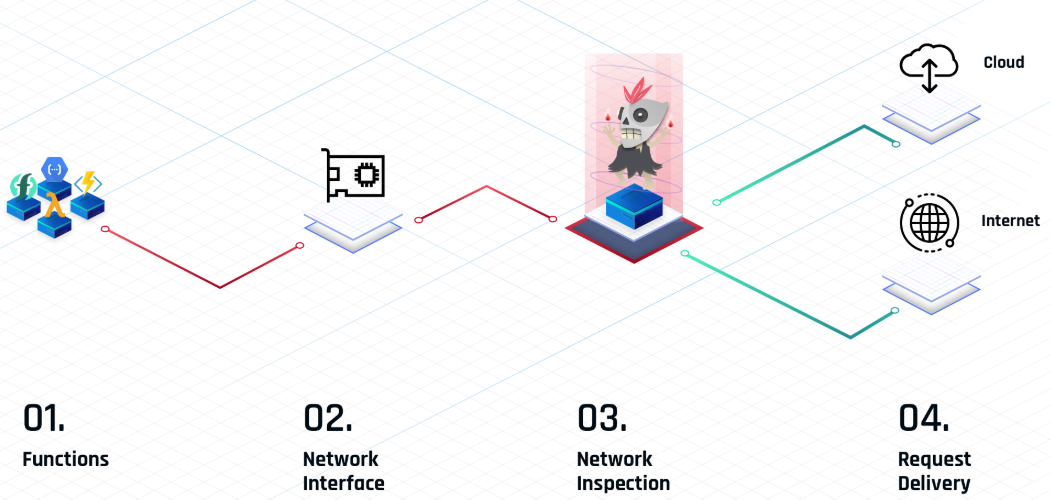 Cloud
Internet
01.
Functions
02.
Network
Interface
03.
Network
Inspection
04.
Request
Delivery